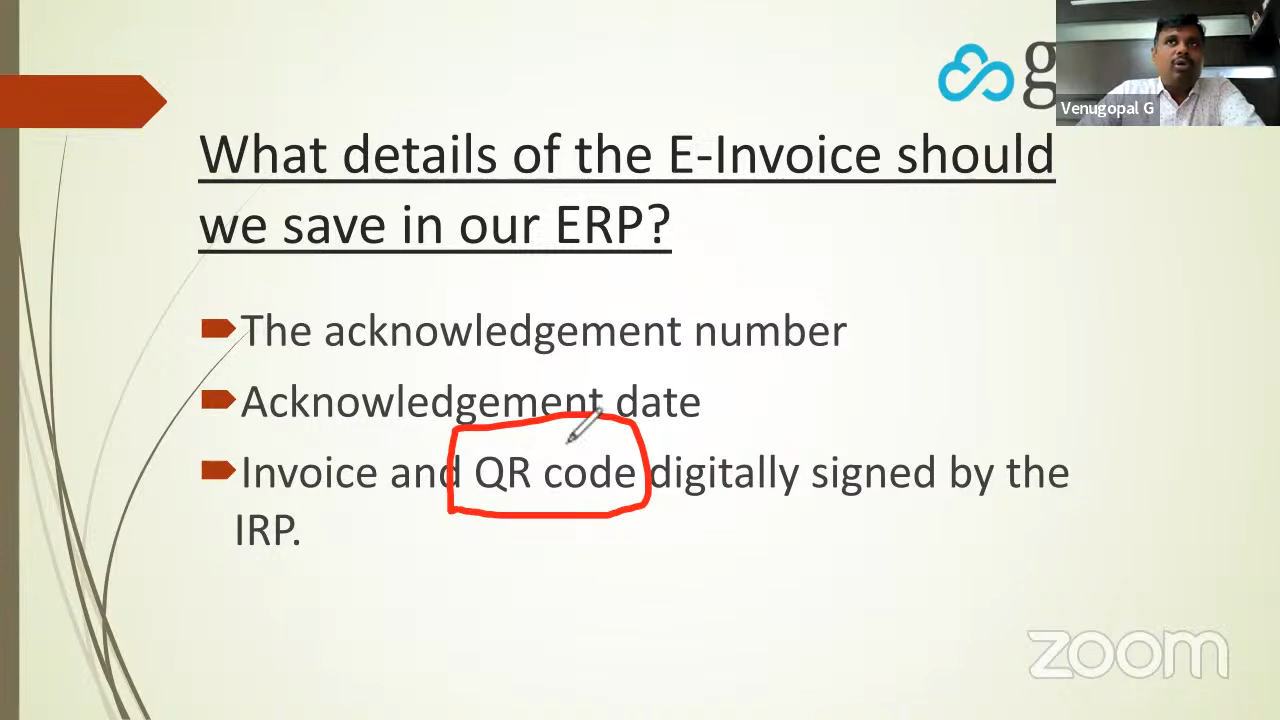 g
Venugopal G
What details of the E-Invoice should
we save in our ERP?
The acknowledgement number
Acknowledgement date
Invoice and QR code digitally signed by the
IRP.
zoom